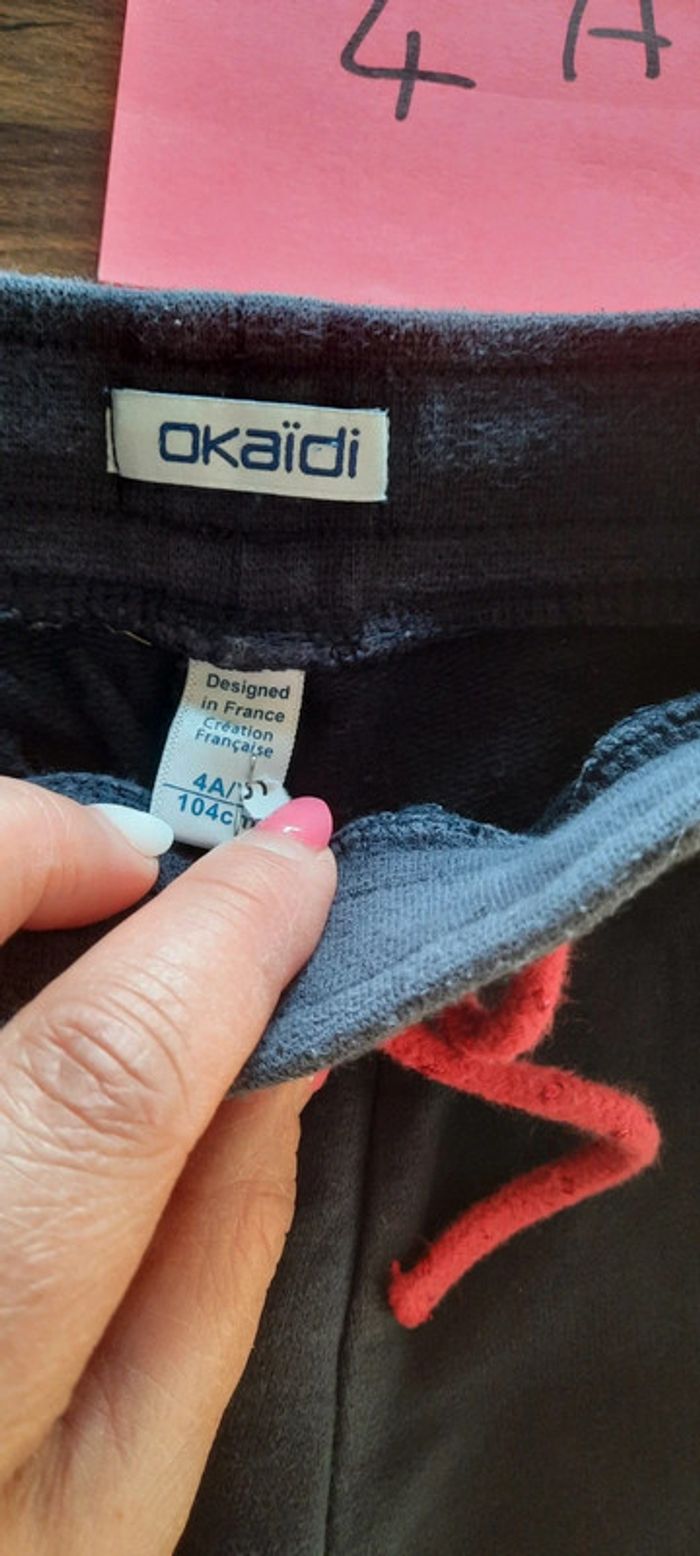 4 A
OKaïdi
Designed
in France
Création
Française
4A/
104c